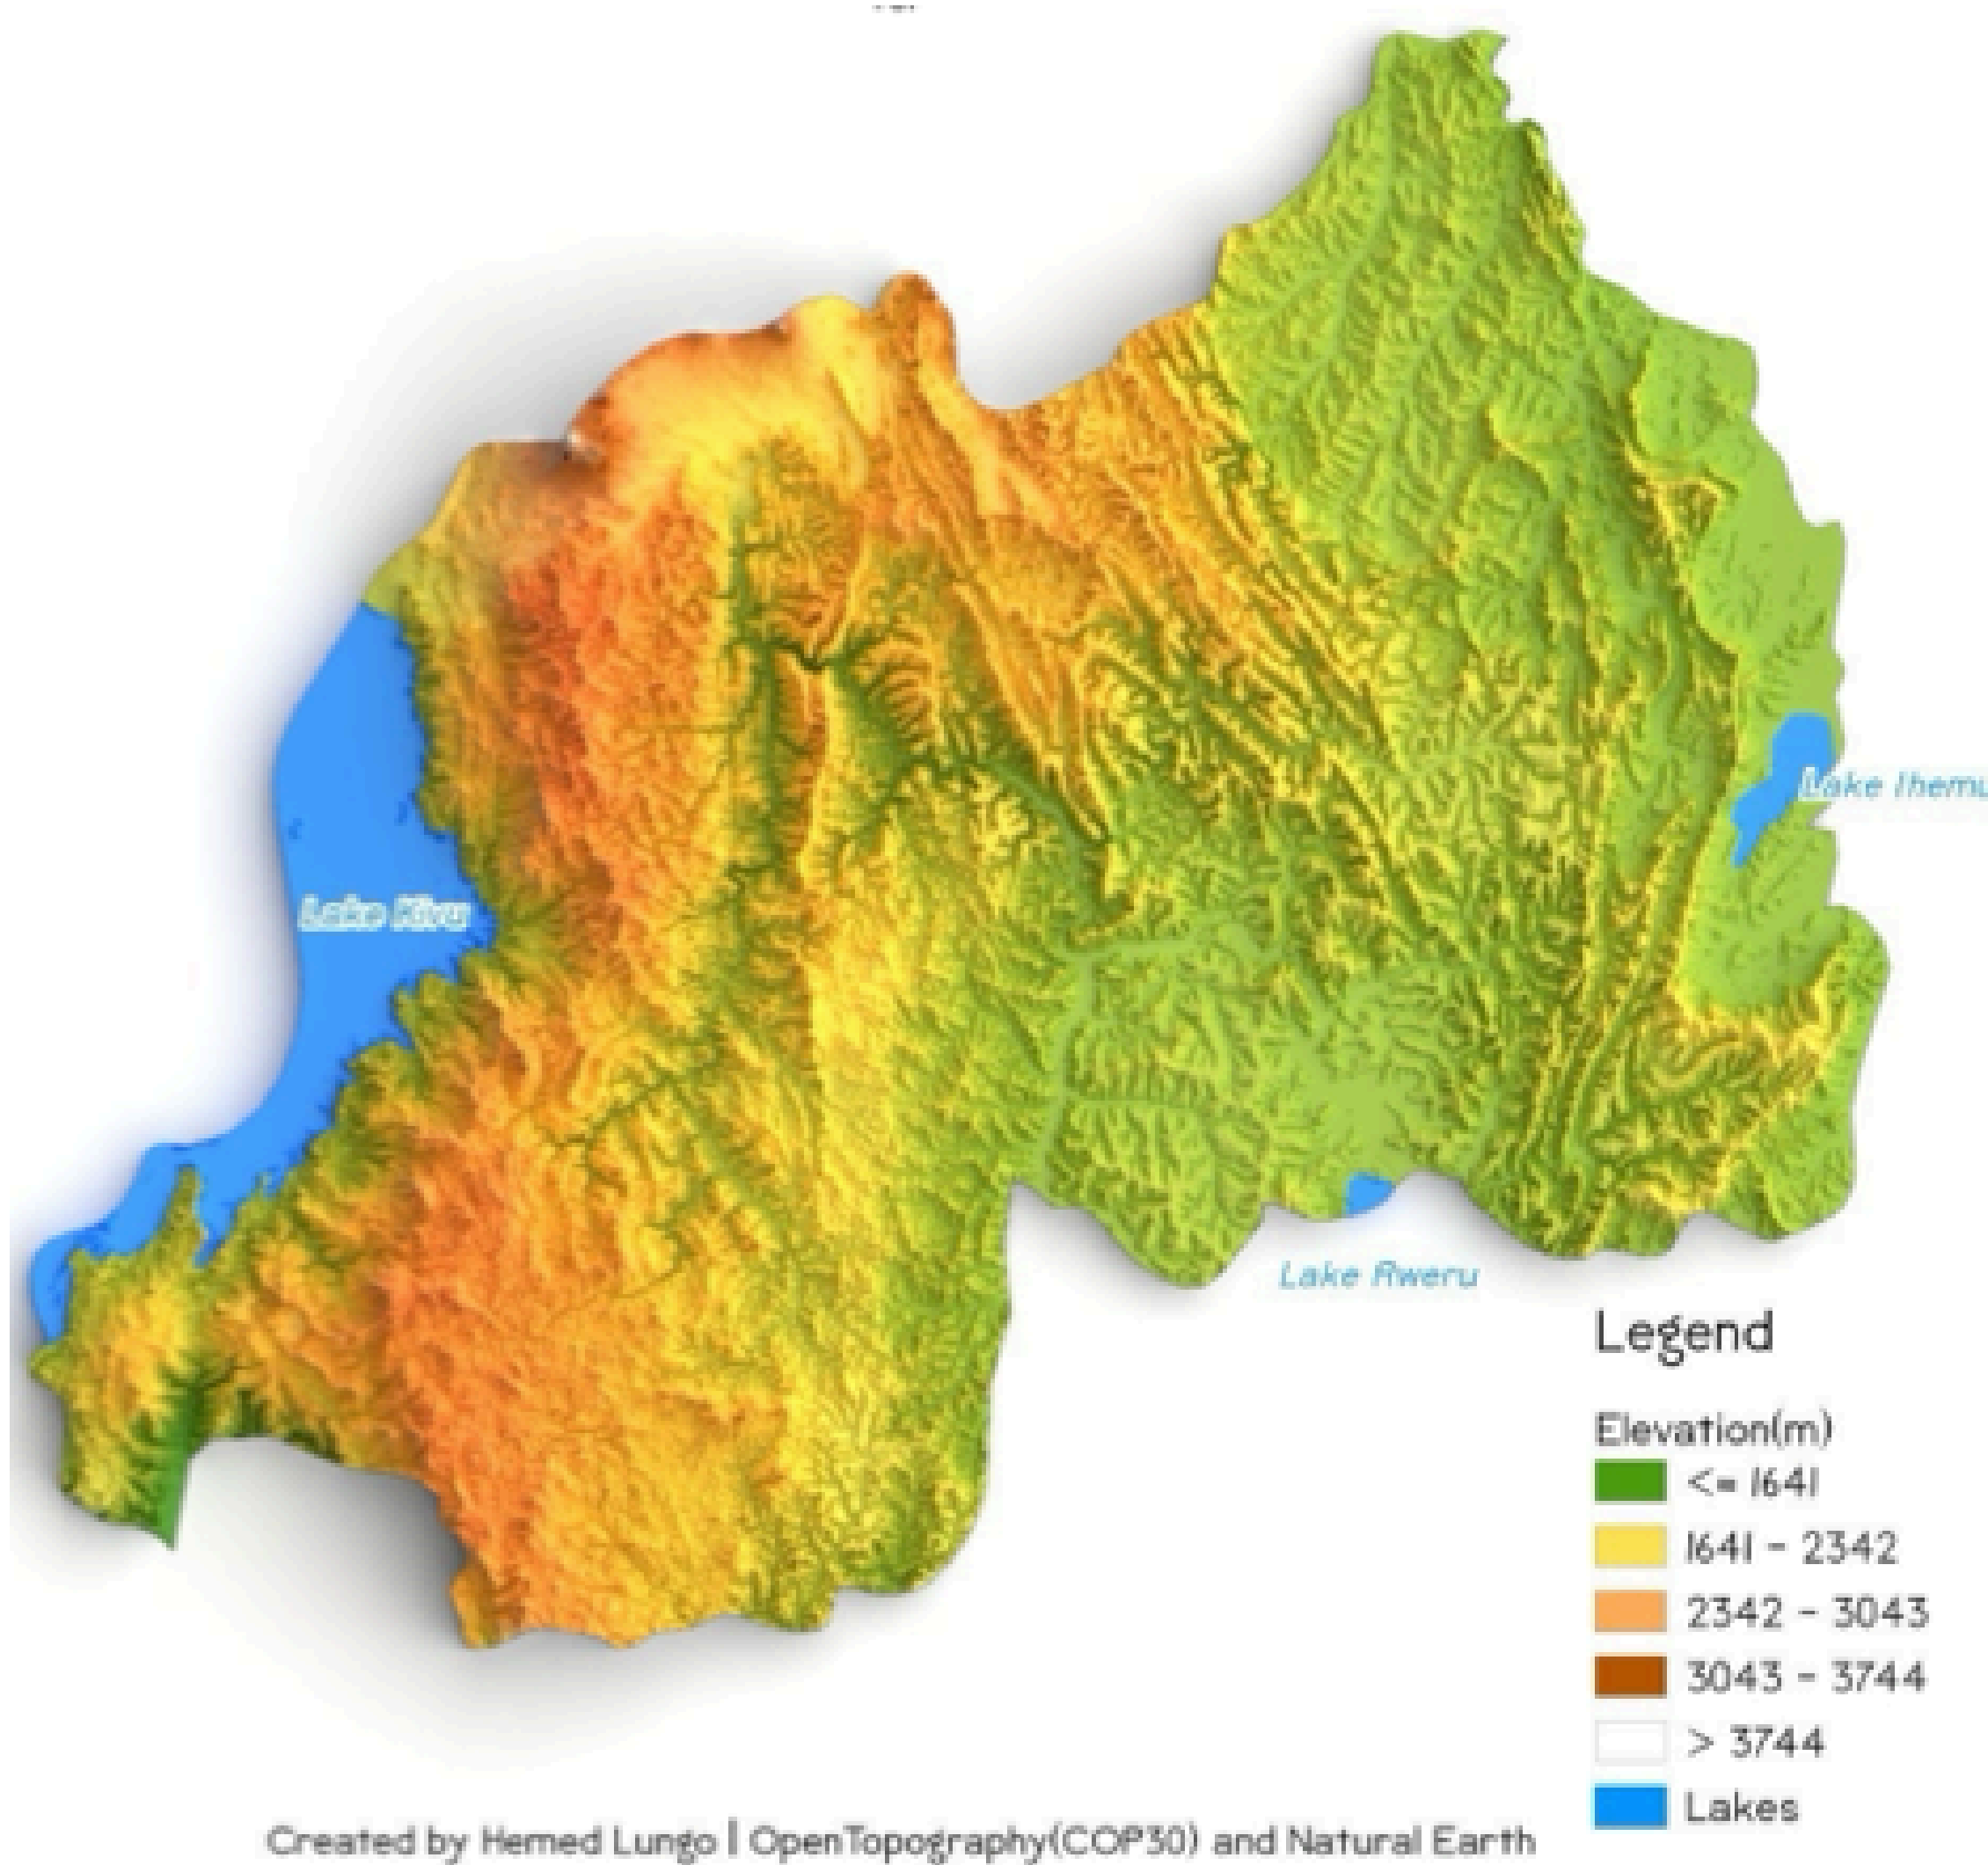 Lake Ihemu
Lake Kivu
Lake Rweru
Legend
Elevation(m)
<= 1641
1641 - 2342
2342 - 3043
3043 - 3744
> 3744
Lakes
Created by Hemed Lungo | OpenTopography(COP30) and Natural Earth